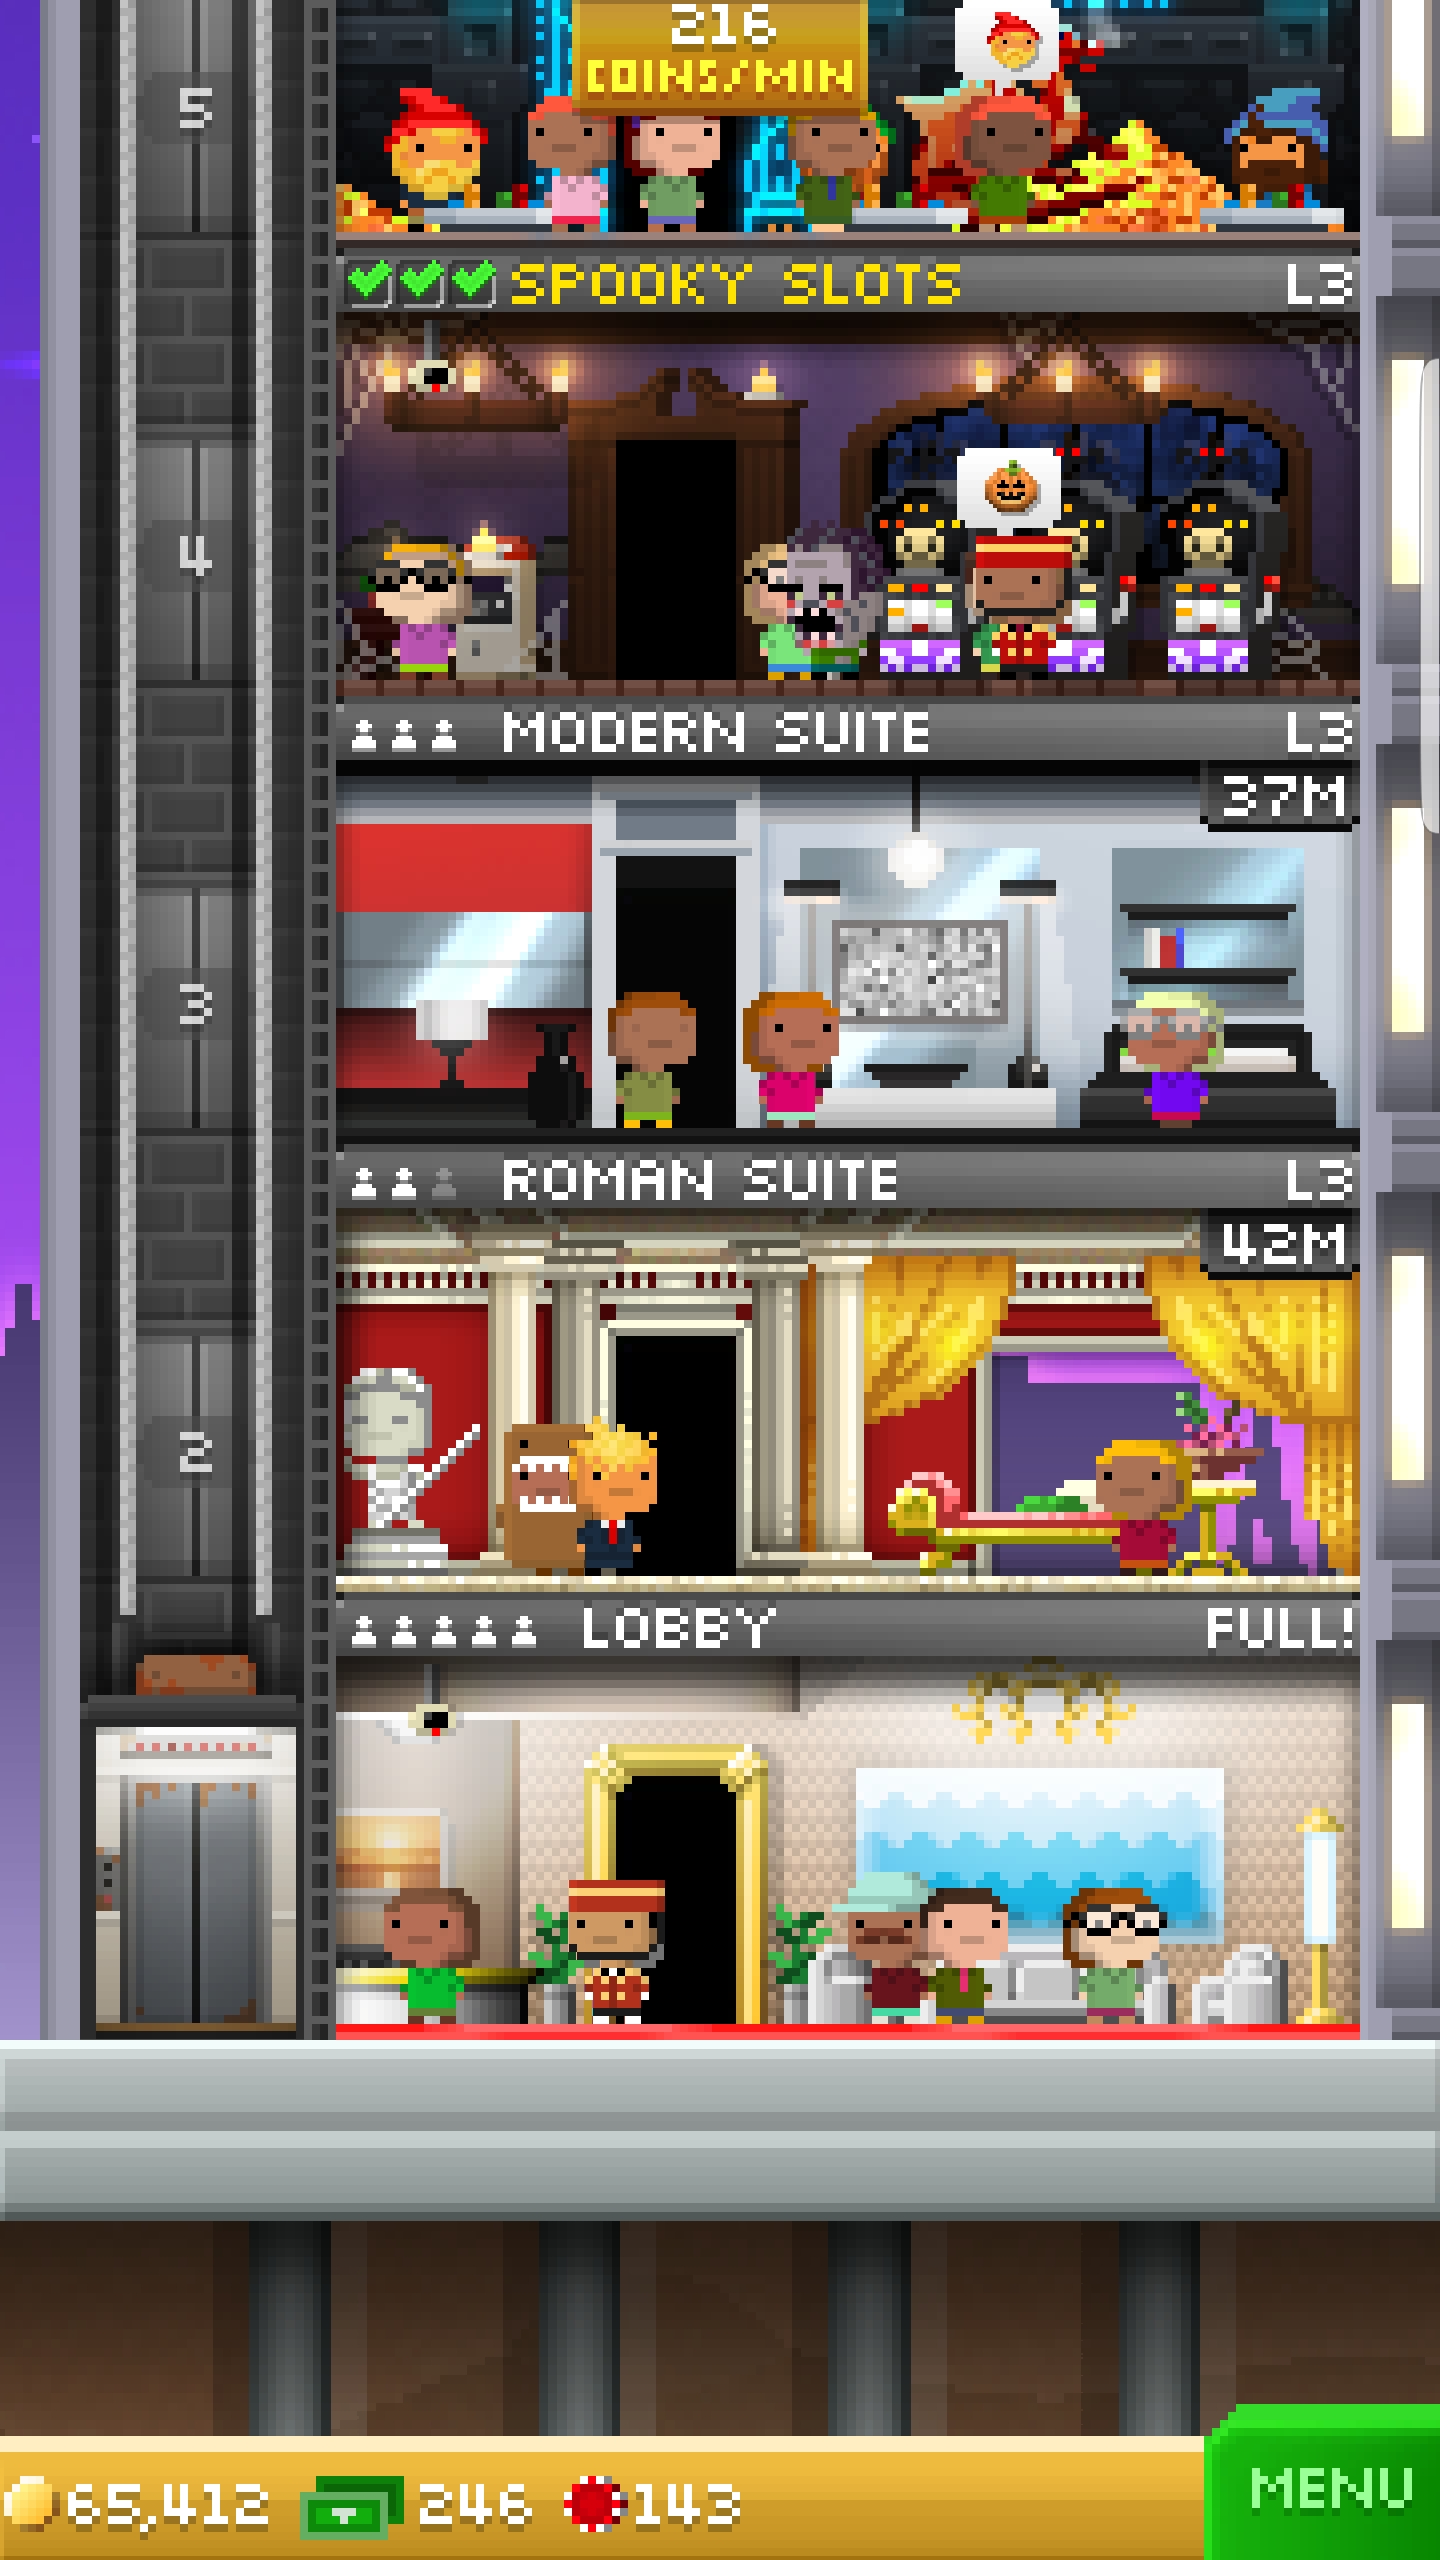 216
COINS/MIN
5
SPOOKY SLOTS L3
4
MODERN SUITE L3
37M
3
ROMAN SUITE L3
42M
2
LOBBY FULL!
65,412 246 143
MENU